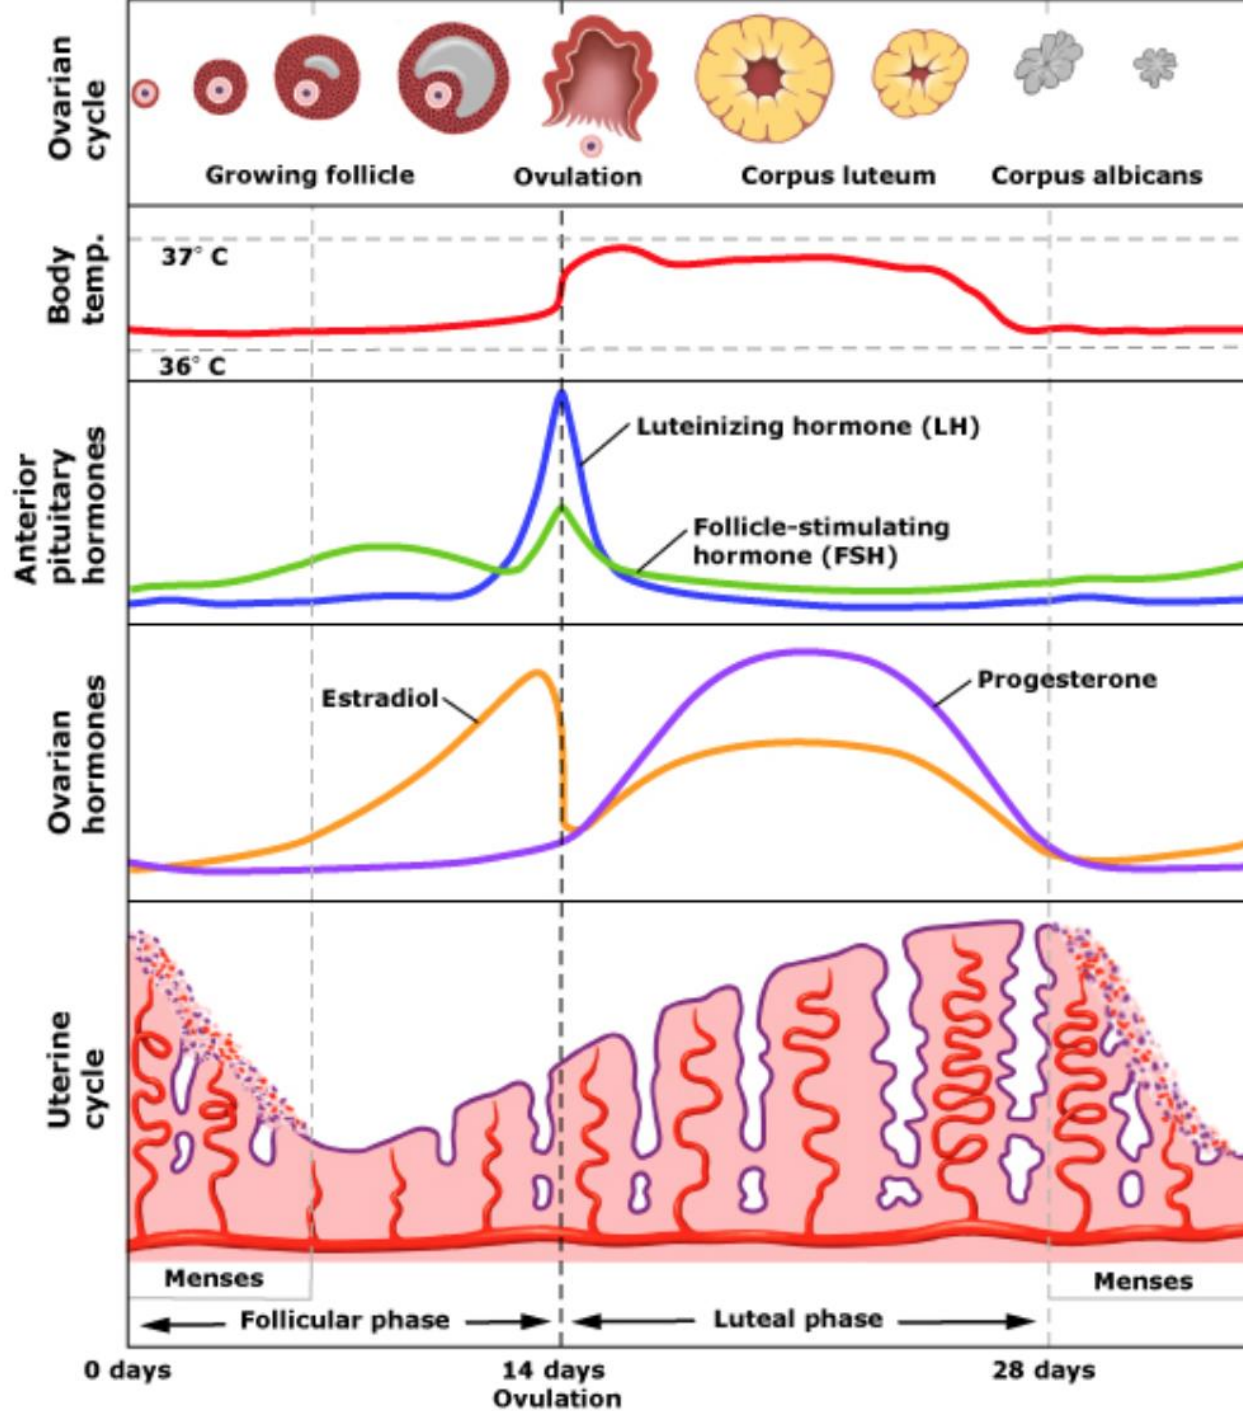 Ovarian
cycle
Growing follicle
Ovulation
Corpus luteum
Corpus albicans
Body
temp.
37° C
36° C
Anterior
pituitary
hormones
Luteinizing hormone (LH)
Follicle-stimulating
hormone (FSH)
Ovarian
hormones
Estradiol
Progesterone
Uterine
cycle
Menses
Menses
Follicular phase
Luteal phase
0 days
14 days
Ovulation
28 days